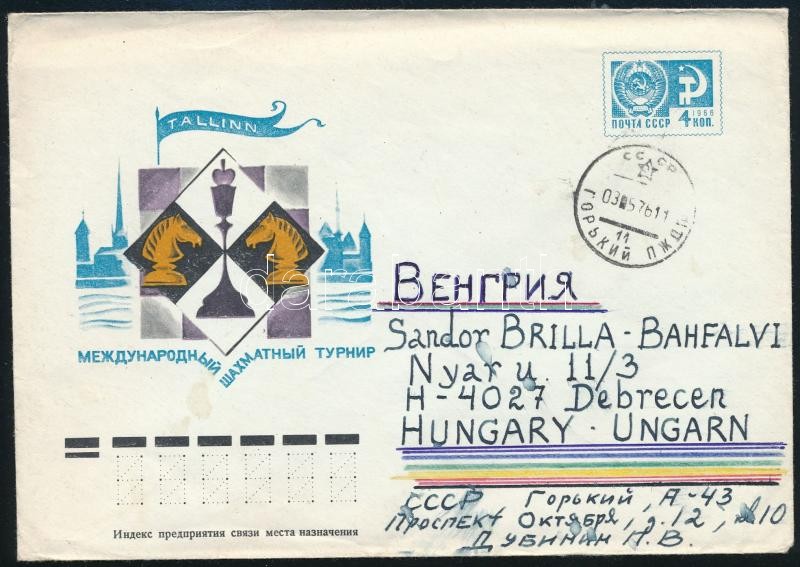 TALLINN
ПОЧТА СССР 4 1966 КОП.
СССР
03 05 76 11
11
ГОРЬКИЙ ПЖДП
МЕЖДУНАРОДНЫЙ ШАХМАТНЫЙ ТУРНИР
ВЕНГРИЯ
Sandor BRILLA-BAHFALVI
Nyar u. 11/3
H-4027 Debrecen
HUNGARY - UNGARN
СССР Горький, А-43
Проспект Октября, д.12, 10
Дубинин П.В.
Индекс предприятия связи места назначения